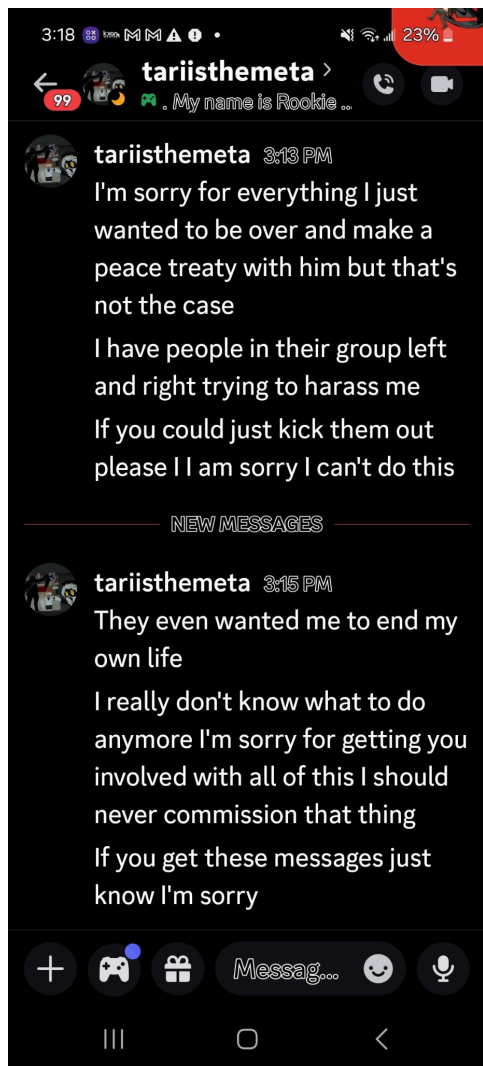 3:18
23%
99
tariisthemeta >
. My name is Rookie ...
tariisthemeta 3:13 PM
I'm sorry for everything I just
wanted to be over and make a
peace treaty with him but that's
not the case
I have people in their group left
and right trying to harass me
If you could just kick them out
please I I am sorry I can't do this
NEW MESSAGES
tariisthemeta 3:15 PM
They even wanted me to end my
own life
I really don't know what to do
anymore I'm sorry for getting you
involved with all of this I should
never commission that thing
If you get these messages just
know I'm sorry
Messag...